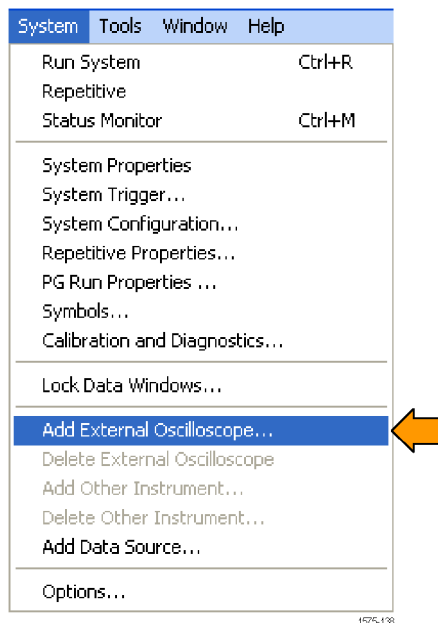 System Tools Window Help
Run System Ctrl+R
Repetitive
Status Monitor Ctrl+M
System Properties
System Trigger...
System Configuration...
Repetitive Properties...
PG Run Properties ...
Symbols...
Calibration and Diagnostics...
Lock Data Windows...
Add External Oscilloscope...
Delete External Oscilloscope
Add Other Instrument...
Delete Other Instrument...
Add Data Source...
Options...
1575-138